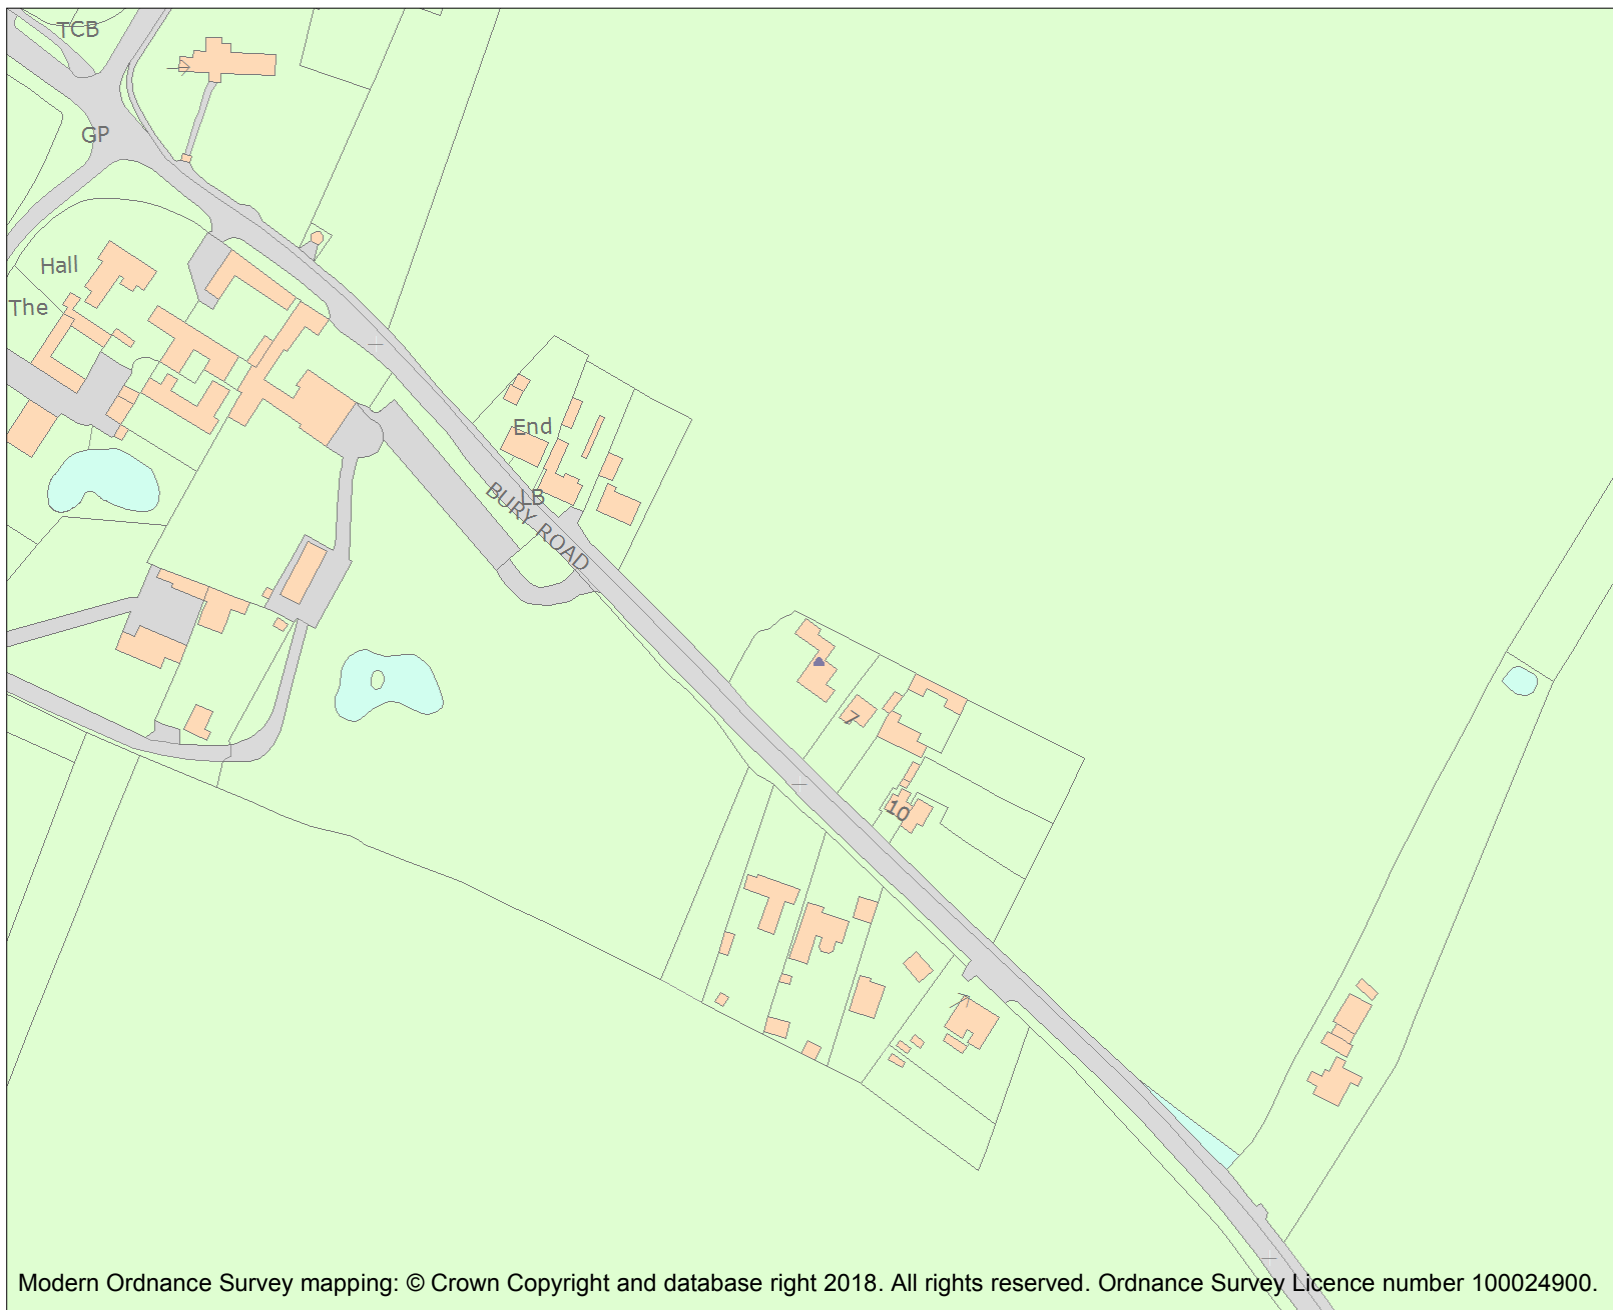 TCB
GP
Hall
The
End
LB
BURY ROAD
7
10
Modern Ordnance Survey mapping: © Crown Copyright and database right 2018. All rights reserved. Ordnance Survey Licence number 100024900.